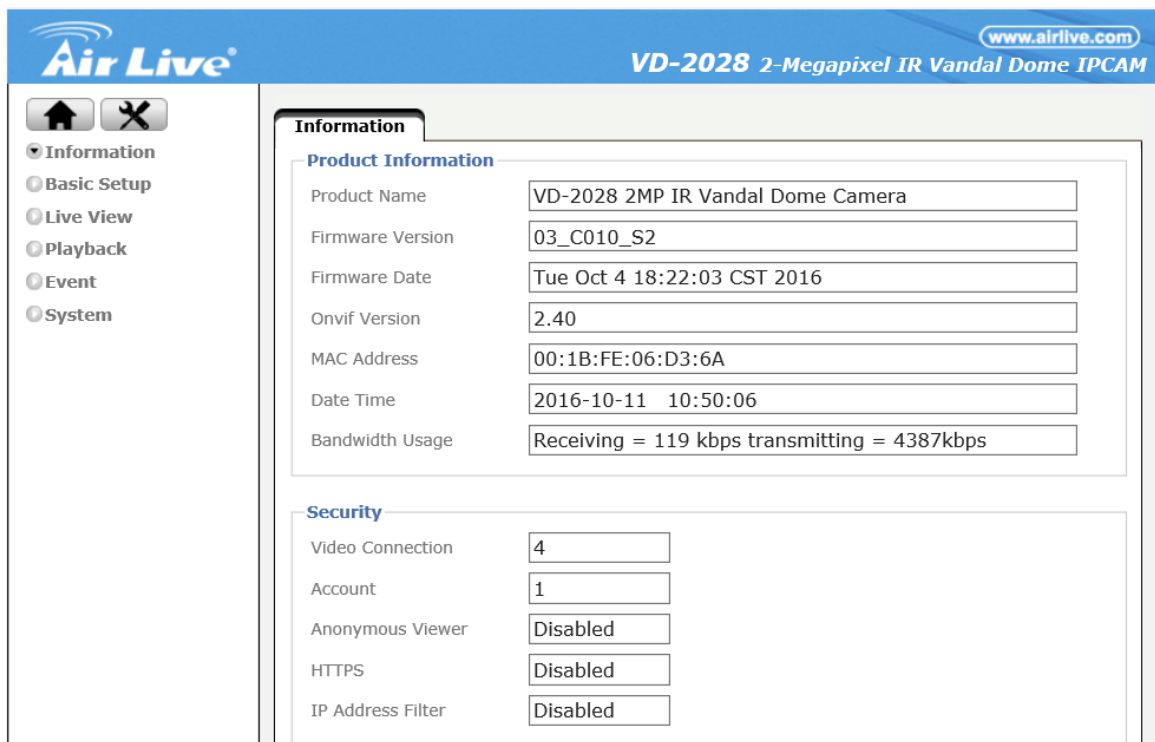 Air Live®
www.airlive.com
VD-2028 2-Megapixel IR Vandal Dome IPCAM
Information
Basic Setup
Live View
Playback
Event
System
Information
Product Information
Product Name VD-2028 2MP IR Vandal Dome Camera
Firmware Version 03_C010_S2
Firmware Date Tue Oct 4 18:22:03 CST 2016
Onvif Version 2.40
MAC Address 00:1B:FE:06:D3:6A
Date Time 2016-10-11 10:50:06
Bandwidth Usage Receiving = 119 kbps transmitting = 4387kbps
Security
Video Connection 4
Account 1
Anonymous Viewer Disabled
HTTPS Disabled
IP Address Filter Disabled